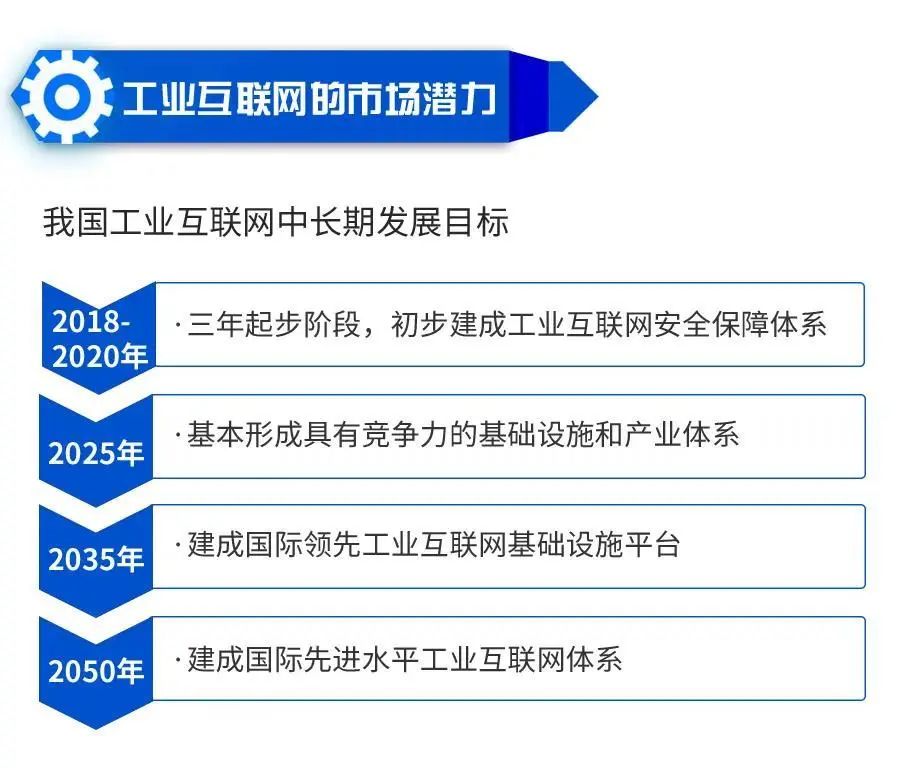 工业互联网的市场潜力
我国工业互联网中长期发展目标
2018-
2020年
·三年起步阶段，初步建成工业互联网安全保障体系
2025年
·基本形成具有竞争力的基础设施和产业体系
2035年
·建成国际领先工业互联网基础设施平台
2050年
·建成国际先进水平工业互联网体系